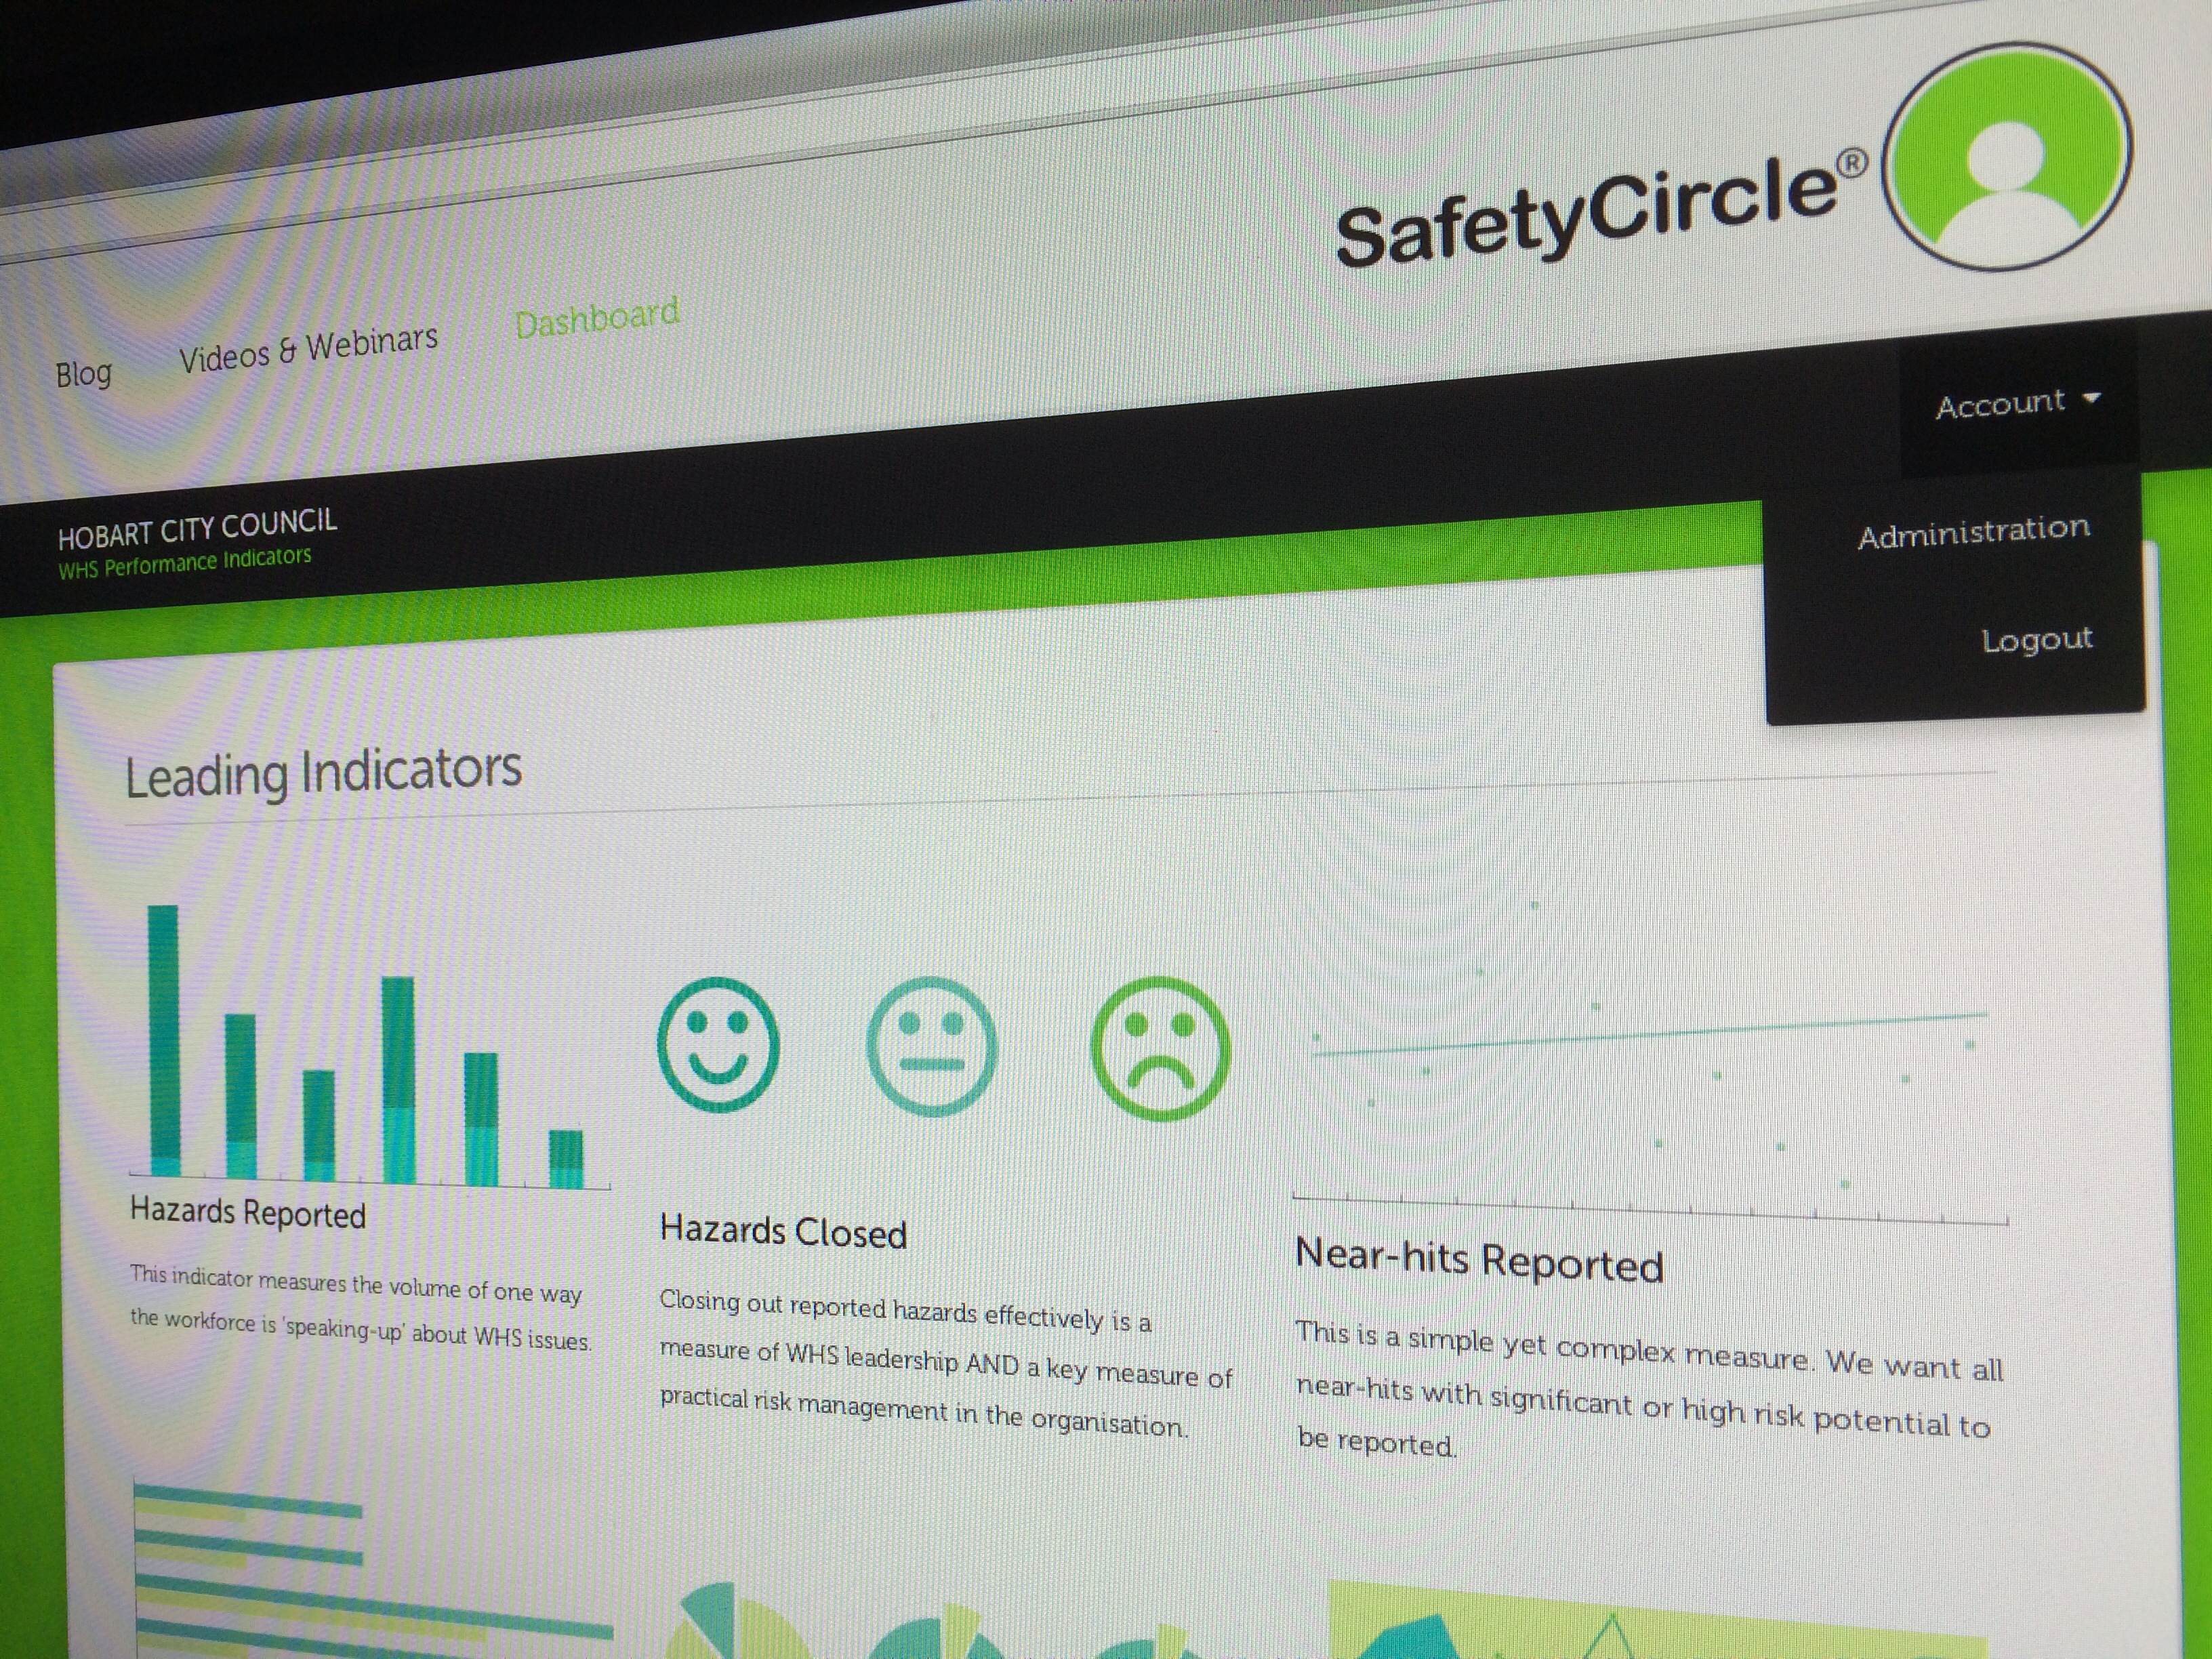 SafetyCircle®
Blog
Videos & Webinars
Dashboard
Account
HOBART CITY COUNCIL
WHS Performance Indicators
Administration
Logout
Leading Indicators
Hazards Reported
This indicator measures the volume of one way
the workforce is 'speaking-up' about WHS issues.
Hazards Closed
Closing out reported hazards effectively is a
measure of WHS leadership AND a key measure of
practical risk management in the organisation.
Near-hits Reported
This is a simple yet complex measure. We want all
near-hits with significant or high risk potential to
be reported.